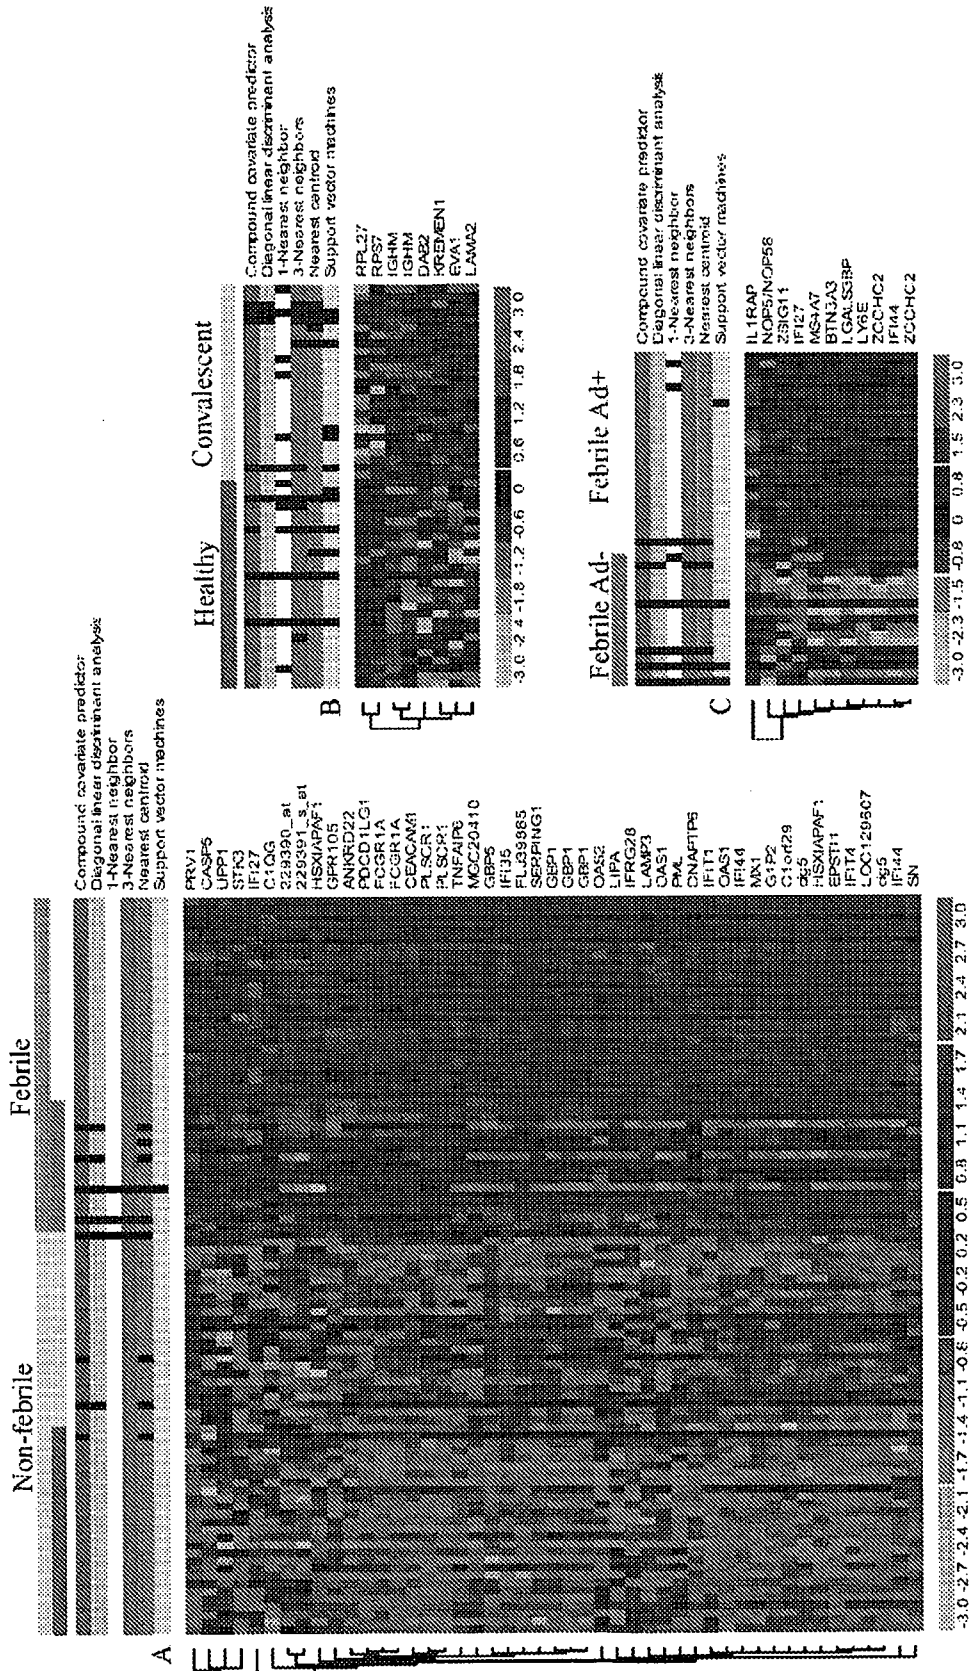 Non-febrile
Febrile
Compound covariate predictor
Diagonal linear discriminant analysis
1-Nearest neighbor
3-Nearest neighbors
Nearest centroid
Support vector machines
A
PRV1
CASP5
UPP1
STK3
IFI27
C1QG
229390_at
229391_s_at
HSXIAPAF1
GPR105
ANKRD22
PDCD1LG1
FCGR1A
FCGR1A
CEACAM1
PLSCR1
PLSCR1
TNFAIP6
MGC20410
GBP5
IFI35
FLJ39885
SERPING1
GBP1
GBP1
GBP1
OAS2
LIPA
IFRG28
LAMP3
OAS1
PML
DNAPTP6
IFIT1
OAS1
IFI44
MX1
G1P2
C1orf29
cig5
HSXIAPAF1
EPSTI1
IFIT4
LOC129607
cig5
IFI44
SN
-3.0 -2.7 -2.4 -2.1 -1.7 -1.4 -1.1 -0.8 -0.5 -0.2 0.2 0.5 0.8 1.1 1.4 1.7 2.1 2.4 2.7 3.0
Healthy
Convalescent
Compound covariate predictor
Diagonal linear discriminant analysis
1-Nearest neighbor
3-Nearest neighbors
Nearest centroid
Support vector machines
B
RPL27
RPS7
IGHM
IGHM
DAB2
KREMEN1
EVA1
LAMA2
-3.0 -2.4 -1.8 -1.2 -0.6 0 0.6 1.2 1.8 2.4 3.0
Febrile Ad-
Febrile Ad+
Compound covariate predictor
Diagonal linear discriminant analysis
1-Nearest neighbor
3-Nearest neighbors
Nearest centroid
Support vector machines
C
IL1RAP
NOP5/NOP58
ZSIG11
IFI27
MS4A7
BTN3A3
LGALS3BP
LY6E
ZCCHC2
IFI44
ZCCHC2
-3.0 -2.3 -1.5 -0.8 0 0.8 1.5 2.3 3.0